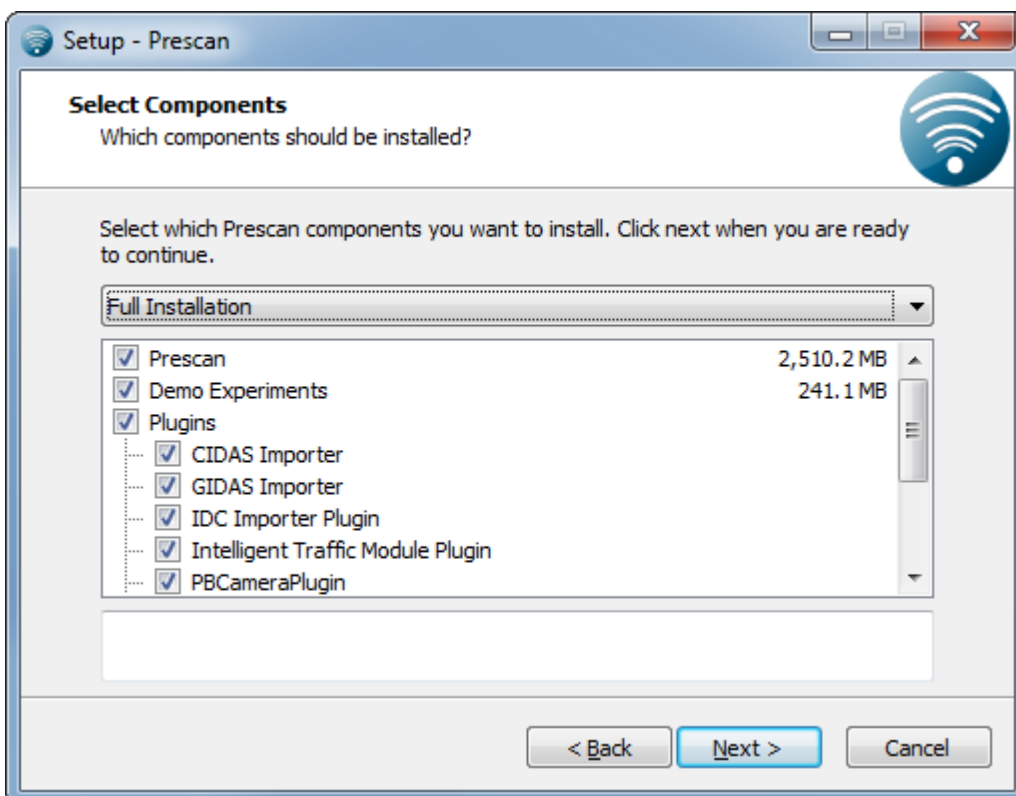 Setup - Prescan
Select Components
Which components should be installed?
Select which Prescan components you want to install. Click next when you are ready
to continue.
Full Installation
Prescan 2,510.2 MB
Demo Experiments 241.1 MB
Plugins
CIDAS Importer
GIDAS Importer
IDC Importer Plugin
Intelligent Traffic Module Plugin
PBCameraPlugin
< Back Next > Cancel